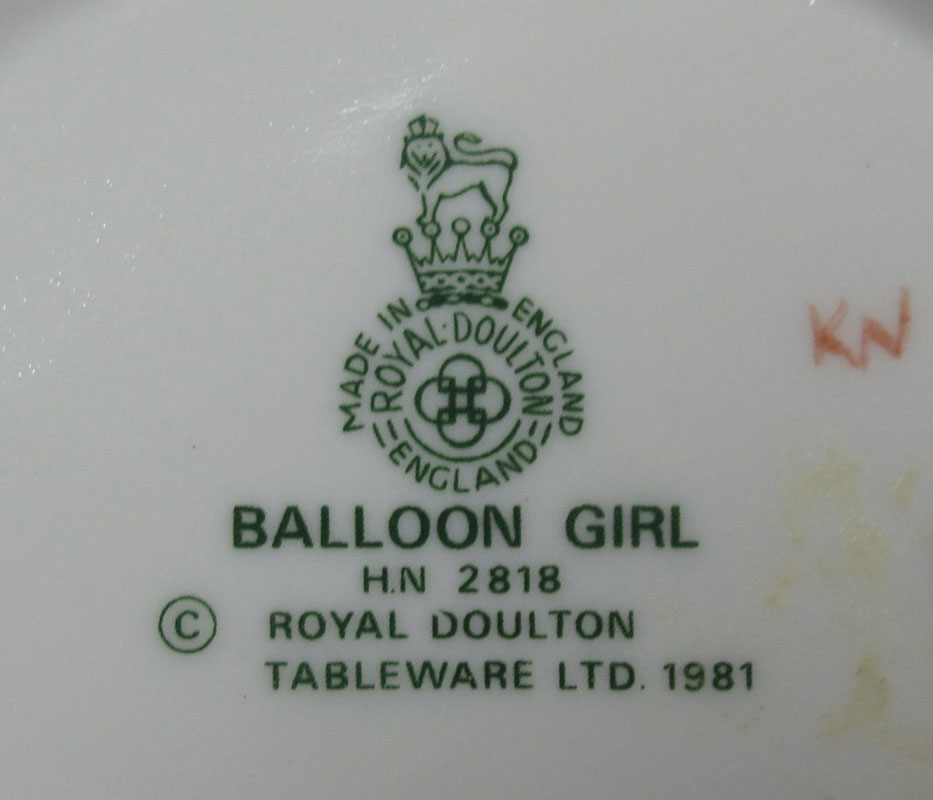 MADE IN ENGLAND
ROYAL·DOULTON
ENGLAND
KN
BALLOON GIRL
H.N 2818
© ROYAL DOULTON
TABLEWARE LTD. 1981